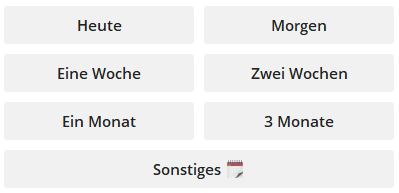 Heute Morgen
Eine Woche Zwei Wochen
Ein Monat 3 Monate
Sonstiges